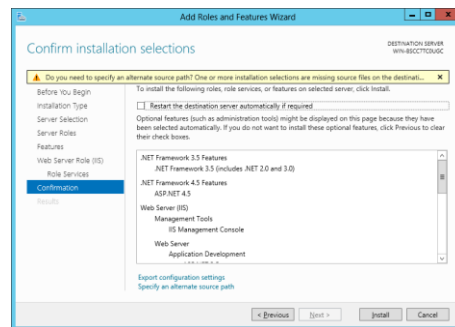 Add Roles and Features Wizard
Confirm installation selections
DESTINATION SERVER
WIN-BSCCTTC0UGC
Do you need to specify an alternate source path? One or more installation selections are missing source files on the destinati...
Before You Begin
Installation Type
Server Selection
Server Roles
Features
Web Server Role (IIS)
Role Services
Confirmation
Results
To install the following roles, role services, or features on selected server, click Install.
Restart the destination server automatically if required
Optional features (such as administration tools) might be displayed on this page because they have
been selected automatically. If you do not want to install these optional features, click Previous to clear
their check boxes.
.NET Framework 3.5 Features
.NET Framework 3.5 (includes .NET 2.0 and 3.0)
.NET Framework 4.5 Features
ASP.NET 4.5
Web Server (IIS)
Management Tools
IIS Management Console
Web Server
Application Development
Export configuration settings
Specify an alternate source path
< Previous
Next >
Install
Cancel